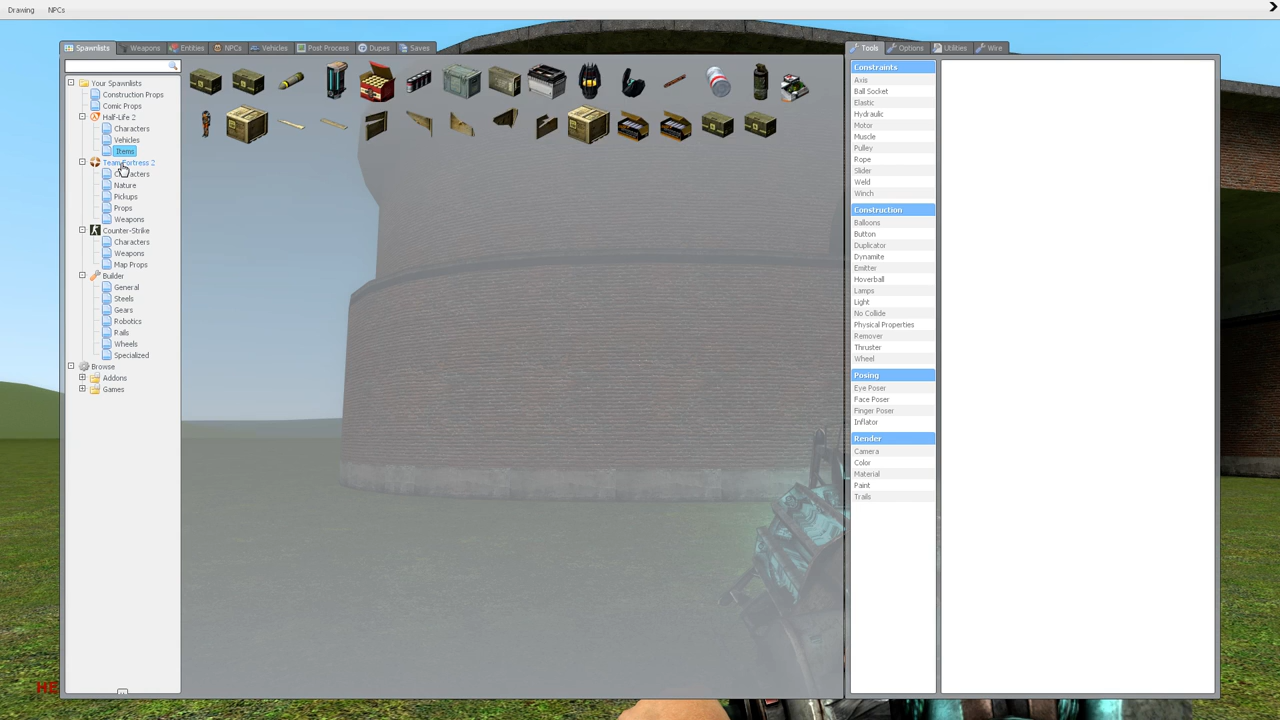 Drawing NPCs
Spawnlists Weapons Entities NPCs Vehicles Post Process Dupes Saves
Your Spawnlists
Construction Props
Comic Props
Half-Life 2
Characters
Vehicles
Items
Team Fortress 2
Characters
Nature
Pickups
Props
Weapons
Counter-Strike
Characters
Weapons
Map Props
Builder
General
Steels
Gears
Robotics
Rails
Wheels
Specialized
Browse
Addons
Games
HE
Tools Options Utilities Wire
Constraints
Axis
Ball Socket
Elastic
Hydraulic
Motor
Muscle
Pulley
Rope
Slider
Weld
Winch
Construction
Balloons
Button
Duplicator
Dynamite
Emitter
Hoverball
Lamps
Light
No Collide
Physical Properties
Remover
Thruster
Wheel
Posing
Eye Poser
Face Poser
Finger Poser
Inflator
Render
Camera
Color
Material
Paint
Trails